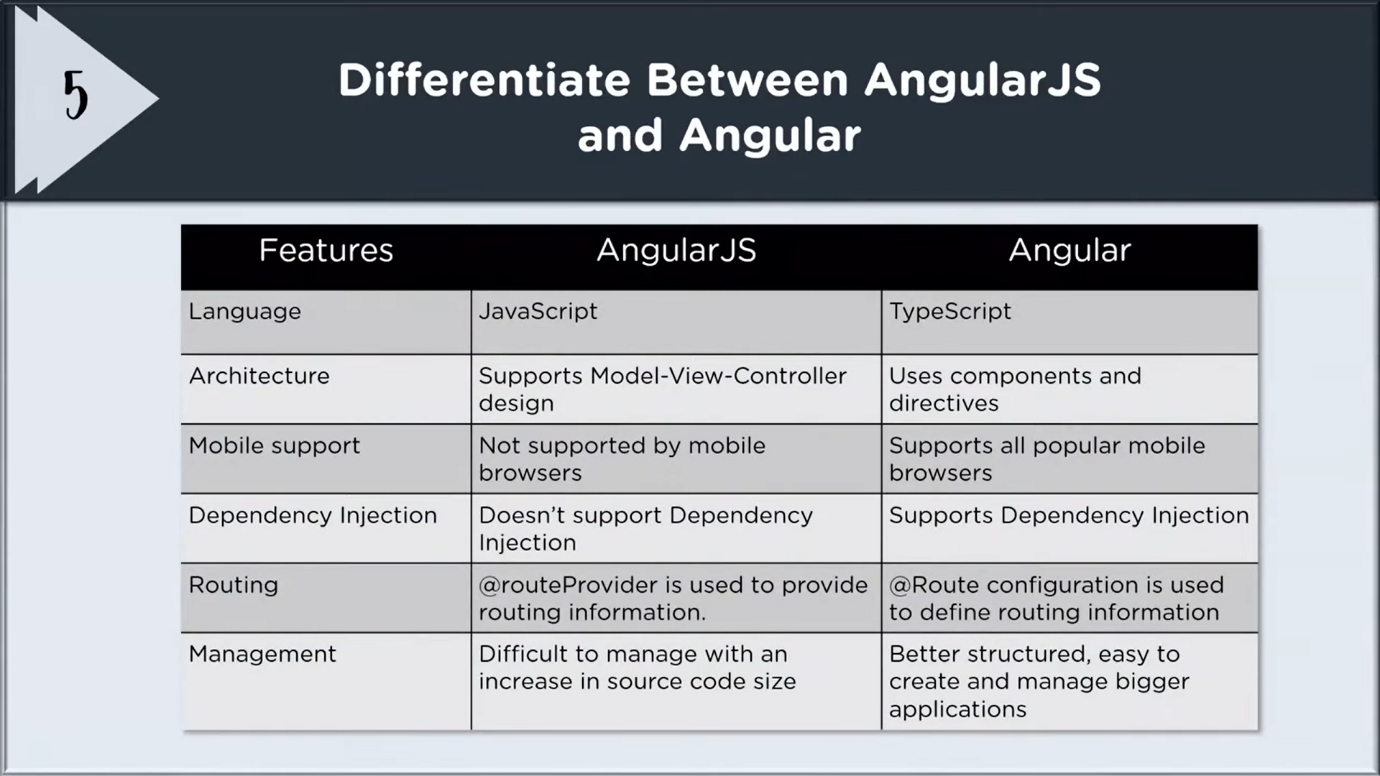 5
Differentiate Between AngularJS
and Angular
Features AngularJS Angular
Language JavaScript TypeScript
Architecture Supports Model-View-Controller Uses components and
design directives
Mobile support Not supported by mobile Supports all popular mobile
browsers browsers
Dependency Injection Doesn't support Dependency Supports Dependency Injection
Injection
Routing @routeProvider is used to provide @Route configuration is used
routing information. to define routing information
Management Difficult to manage with an Better structured, easy to
increase in source code size create and manage bigger
applications